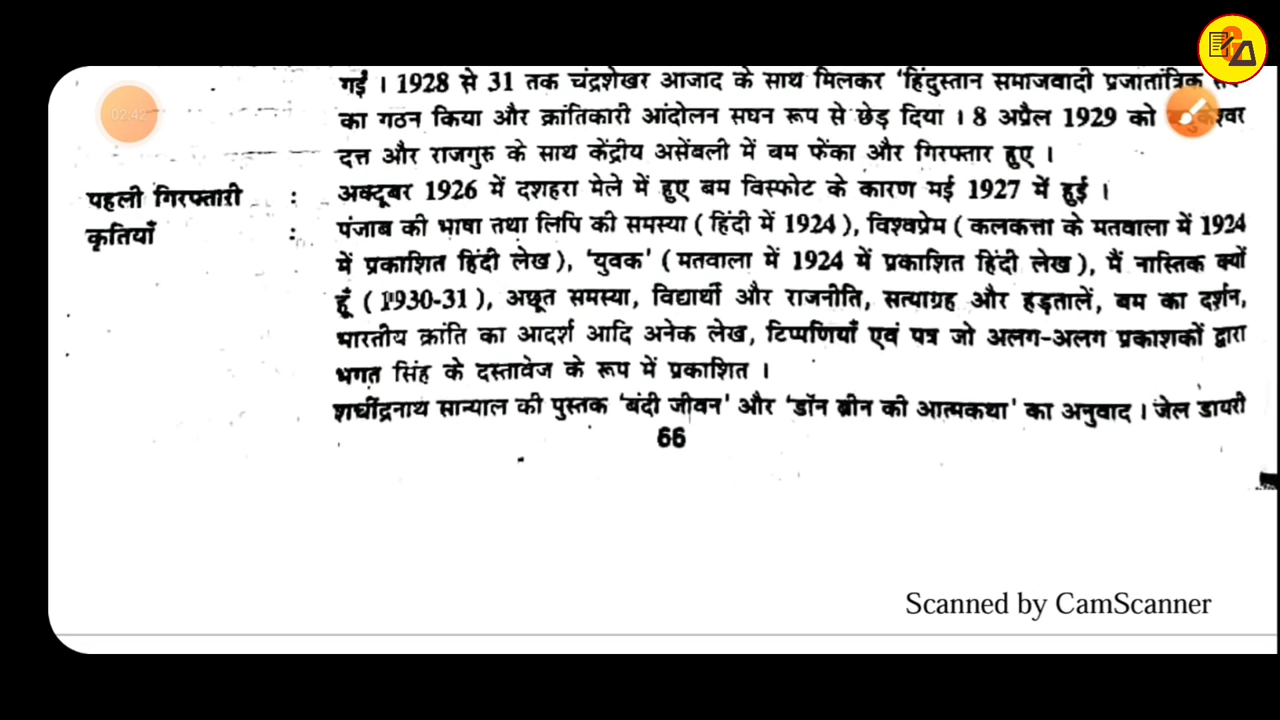 गई । 1928 से 31 तक चंद्रशेखर आजाद के साथ मिलकर 'हिंदुस्तान समाजवादी प्रजातांत्रिक
02:42
का गठन किया और क्रांतिकारी आंदोलन सघन रूप से छेड़ दिया । 8 अप्रैल 1929 को
दत्त और राजगुरु के साथ केंद्रीय असेंबली में बम फेंका और गिरफ्तार हुए ।
पहली गिरफ्तारी : अक्टूबर 1926 में दशहरा मेले में हुए बम विस्फोट के कारण मई 1927 में हुई ।
कृतियाँ : पंजाब की भाषा तथा लिपि की समस्या ( हिंदी में 1924 ), विश्वप्रेम ( कलकत्ता के मतवाला में 1924
में प्रकाशित हिंदी लेख ), 'युवक' ( मतवाला में 1924 में प्रकाशित हिंदी लेख ), मैं नास्तिक क्यों
हूँ ( 1930-31 ), अछूत समस्या, विद्यार्थी और राजनीति, सत्याग्रह और हड़तालें, बम का दर्शन,
भारतीय क्रांति का आदर्श आदि अनेक लेख, टिप्पणियाँ एवं पत्र जो अलग-अलग प्रकाशकों द्वारा
भगत सिंह के दस्तावेज के रूप में प्रकाशित ।
शचींद्रनाथ सान्याल की पुस्तक 'बंदी जीवन' और 'डॉन ब्रीन की आत्मकथा' का अनुवाद । जेल डायरी
66
Scanned by CamScanner